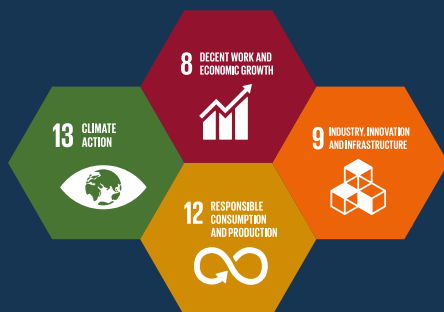 8 DECENT WORK AND
ECONOMIC GROWTH
13 CLIMATE
ACTION
9 INDUSTRY, INNOVATION
AND INFRASTRUCTURE
12 RESPONSIBLE
CONSUMPTION
AND PRODUCTION